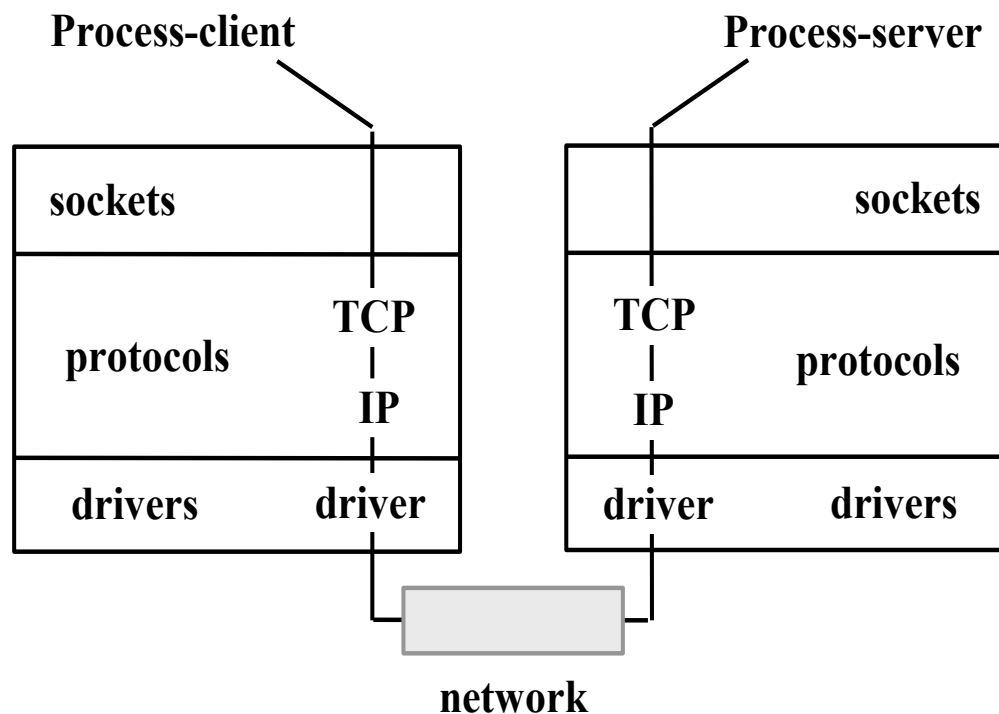 Process-client
Process-server
sockets
sockets
TCP
TCP
protocols
protocols
IP
IP
drivers
driver
driver
drivers
network